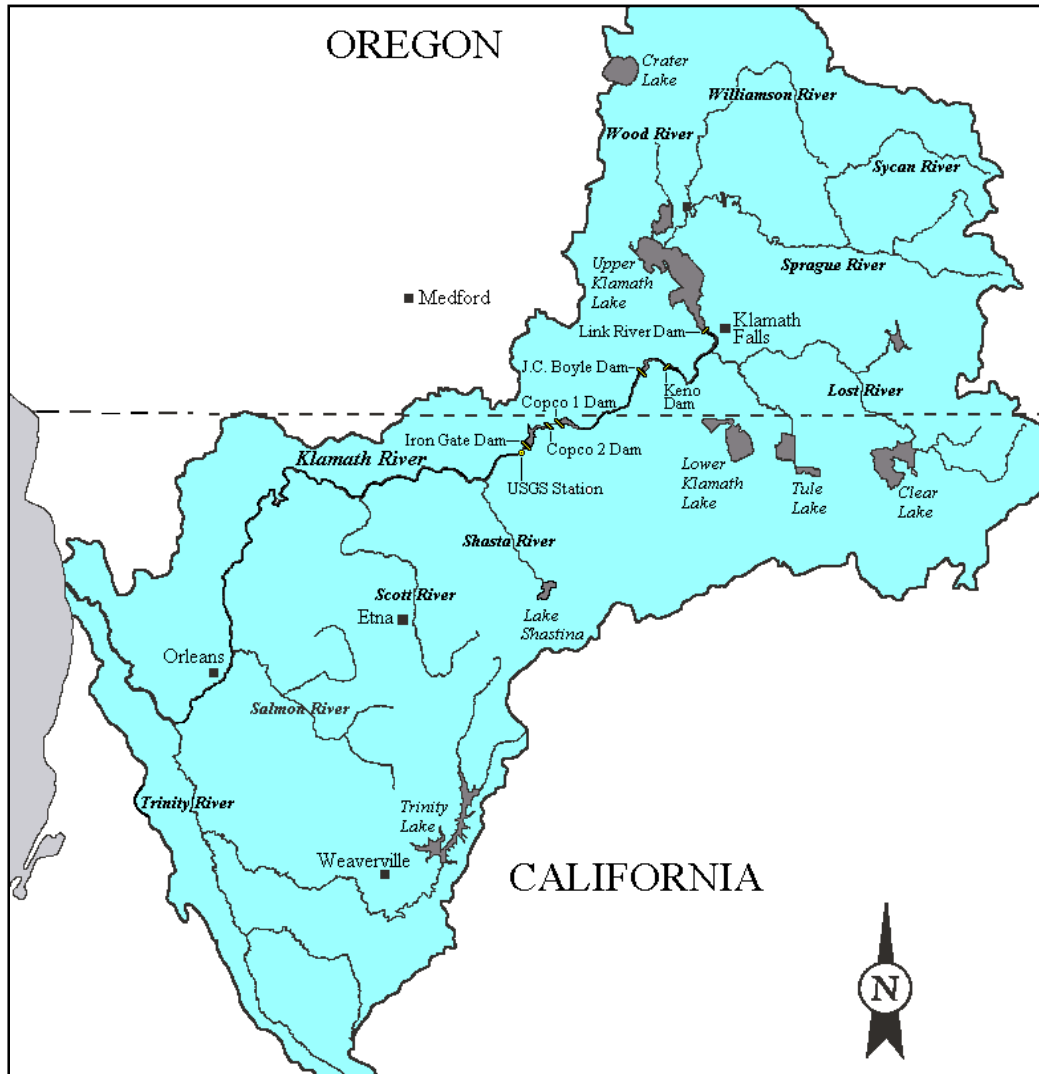 OREGON
Crater
Lake
Williamson River
Wood River
Sycan River
Upper
Klamath
Lake
Sprague River
Medford
Link River Dam
Klamath
Falls
J.C. Boyle Dam
Keno
Dam
Lost River
Copco 1 Dam
Iron Gate Dam
Copco 2 Dam
Klamath River
USGS Station
Lower
Klamath
Lake
Tule
Lake
Clear
Lake
Shasta River
Scott River
Etna
Lake
Shastina
Orleans
Salmon River
Trinity River
Trinity
Lake
Weaverville
CALIFORNIA
N